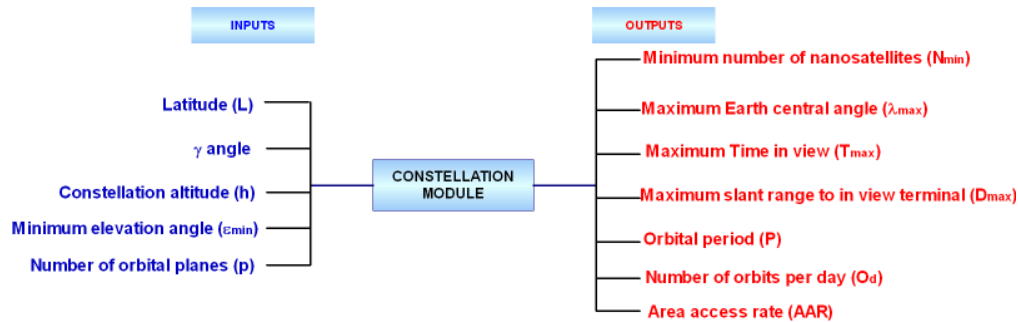 INPUTS
Latitude (L)
γ angle
Constellation altitude (h)
Minimum elevation angle (εmin)
Number of orbital planes (p)
CONSTELLATION
MODULE
OUTPUTS
Minimum number of nanosatellites (Nmin)
Maximum Earth central angle (λmax)
Maximum Time in view (Tmax)
Maximum slant range to in view terminal (Dmax)
Orbital period (P)
Number of orbits per day (Od)
Area access rate (AAR)